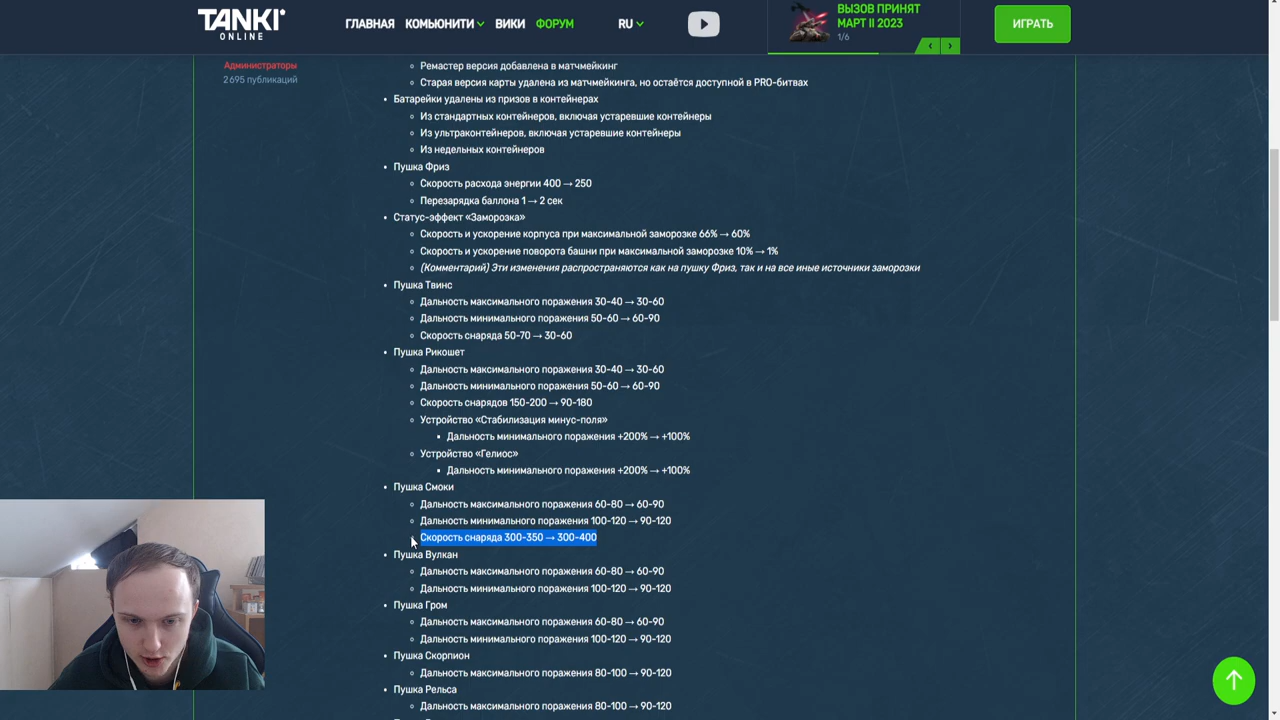 TANKI
ONLINE
ГЛАВНАЯ КОМЬЮНИТИ ВИКИ ФОРУМ RU
ВЫЗОВ ПРИНЯТ
МАРТ II 2023
1/6
ИГРАТЬ
Администраторы
2 695 публикаций
Ремастер версия добавлена в матчмейкинг
Старая версия карты удалена из матчмейкинга, но остаётся доступной в PRO-битвах
Батарейки удалены из призов в контейнерах
Из стандартных контейнеров, включая устаревшие контейнеры
Из ультраконтейнеров, включая устаревшие контейнеры
Из недельных контейнеров
Пушка Фриз
Скорость расхода энергии 400 → 250
Перезарядка баллона 1 → 2 сек
Статус-эффект «Заморозка»
Скорость и ускорение корпуса при максимальной заморозке 66% → 60%
Скорость и ускорение поворота башни при максимальной заморозке 10% → 1%
(Комментарий) Эти изменения распространяются как на пушку Фриз, так и на все иные источники заморозки
Пушка Твинс
Дальность максимального поражения 30-40 → 30-60
Дальность минимального поражения 50-60 → 60-90
Скорость снаряда 50-70 → 30-60
Пушка Рикошет
Дальность максимального поражения 30-40 → 30-60
Дальность минимального поражения 50-60 → 60-90
Скорость снарядов 150-200 → 90-180
Устройство «Стабилизация минус-поля»
Дальность минимального поражения +200% → +100%
Устройство «Гелиос»
Дальность минимального поражения +200% → +100%
Пушка Смоки
Дальность максимального поражения 60-80 → 60-90
Дальность минимального поражения 100-120 → 90-120
Скорость снаряда 300-350 → 300-400
Пушка Вулкан
Дальность максимального поражения 60-80 → 60-90
Дальность минимального поражения 100-120 → 90-120
Пушка Гром
Дальность максимального поражения 60-80 → 60-90
Дальность минимального поражения 100-120 → 90-120
Пушка Скорпион
Дальность максимального поражения 80-100 → 90-120
Пушка Рельса
Дальность максимального поражения 80-100 → 90-120